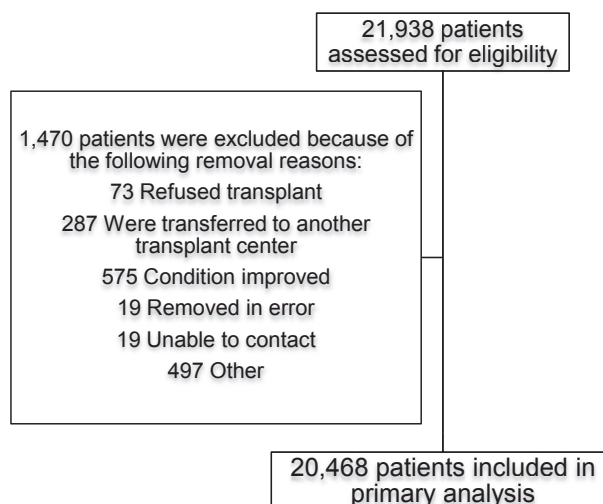 21,938 patients
assessed for eligibility
1,470 patients were excluded because of
the following removal reasons:
73 Refused transplant
287 Were transferred to another
transplant center
575 Condition improved
19 Removed in error
19 Unable to contact
497 Other
20,468 patients included in
primary analysis